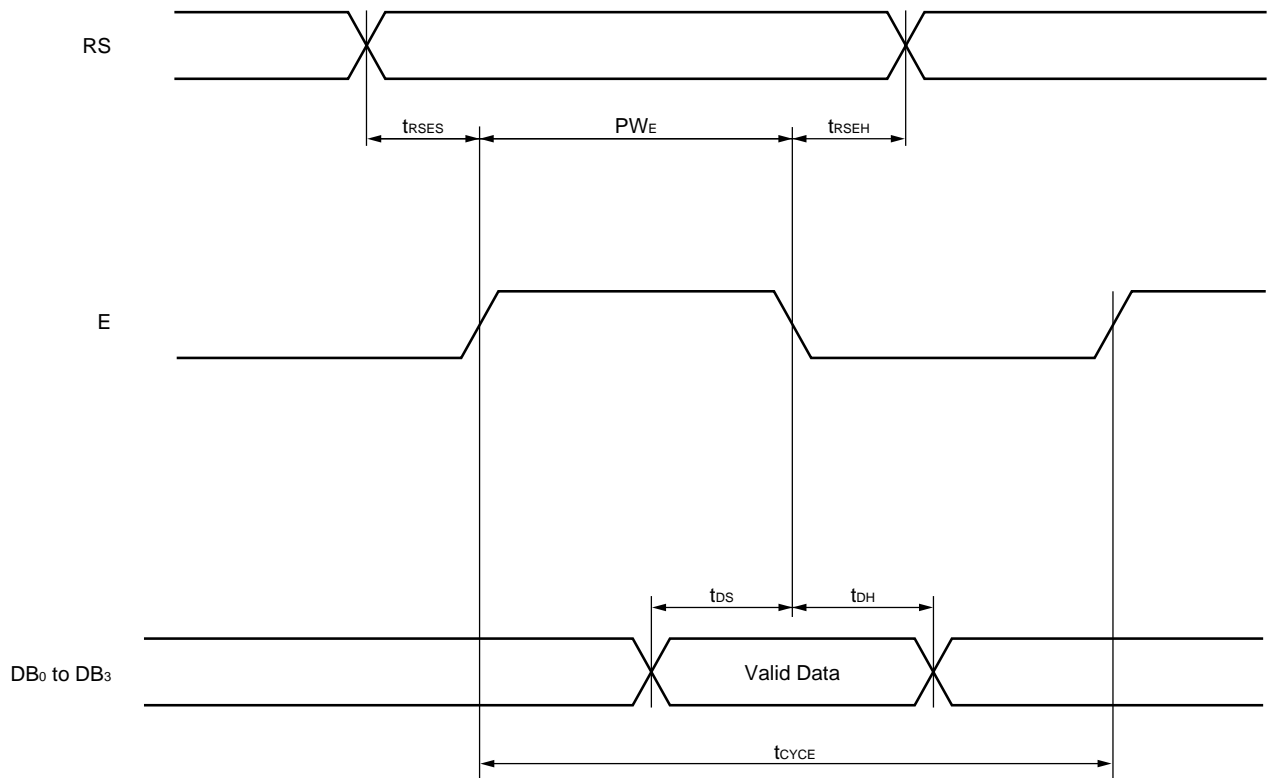 RS
tRSES
PWE
tRSEH
E
tDS
tDH
DB0 to DB3
Valid Data
tCYCE